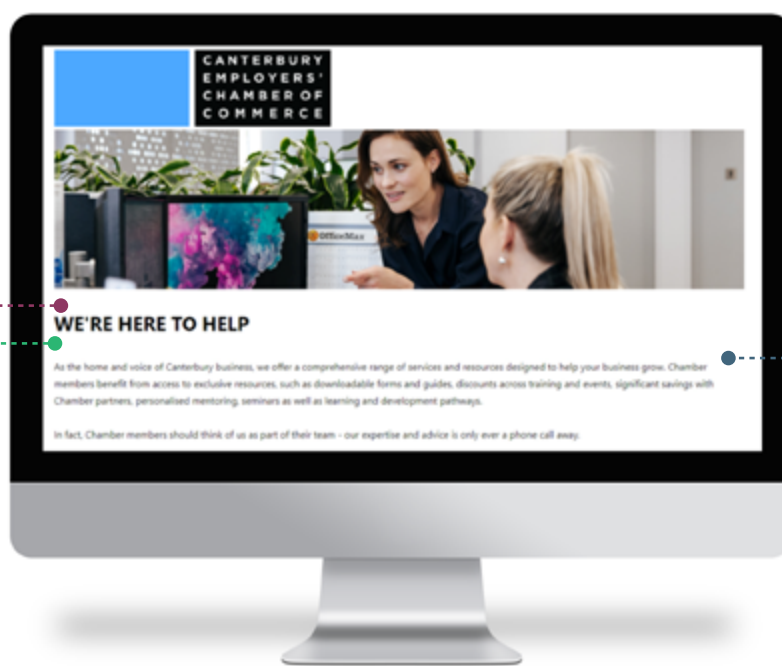 CANTERBURY
EMPLOYERS'
CHAMBER OF
COMMERCE
OfficeMax
WE'RE HERE TO HELP
As the home and voice of Canterbury business, we offer a comprehensive range of services and resources designed to help your business grow. Chamber
members benefit from access to exclusive resources, such as downloadable forms and guides, discounts across training and events, significant savings with
Chamber partners, personalised mentoring, seminars as well as learning and development pathways.
In fact, Chamber members should think of us as part of their team - our expertise and advice is only ever a phone call away.